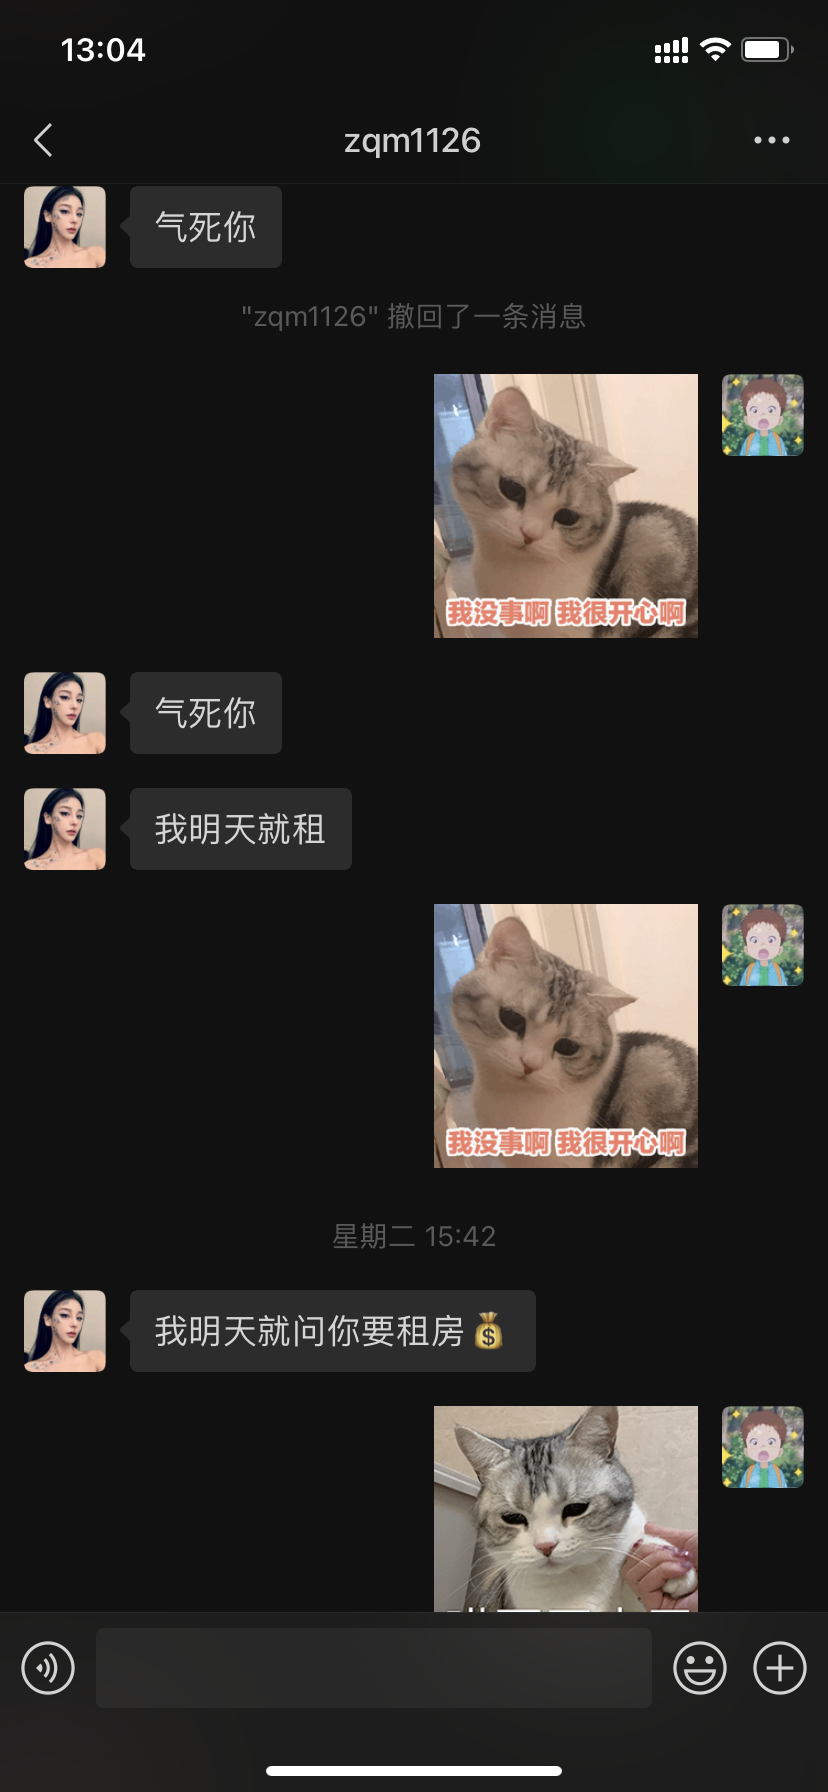 13:04
zqm1126
气死你
"zqm1126" 撤回了一条消息
我没事啊 我很开心啊
气死你
我明天就租
我没事啊 我很开心啊
星期二 15:42
我明天就问你要租房💰